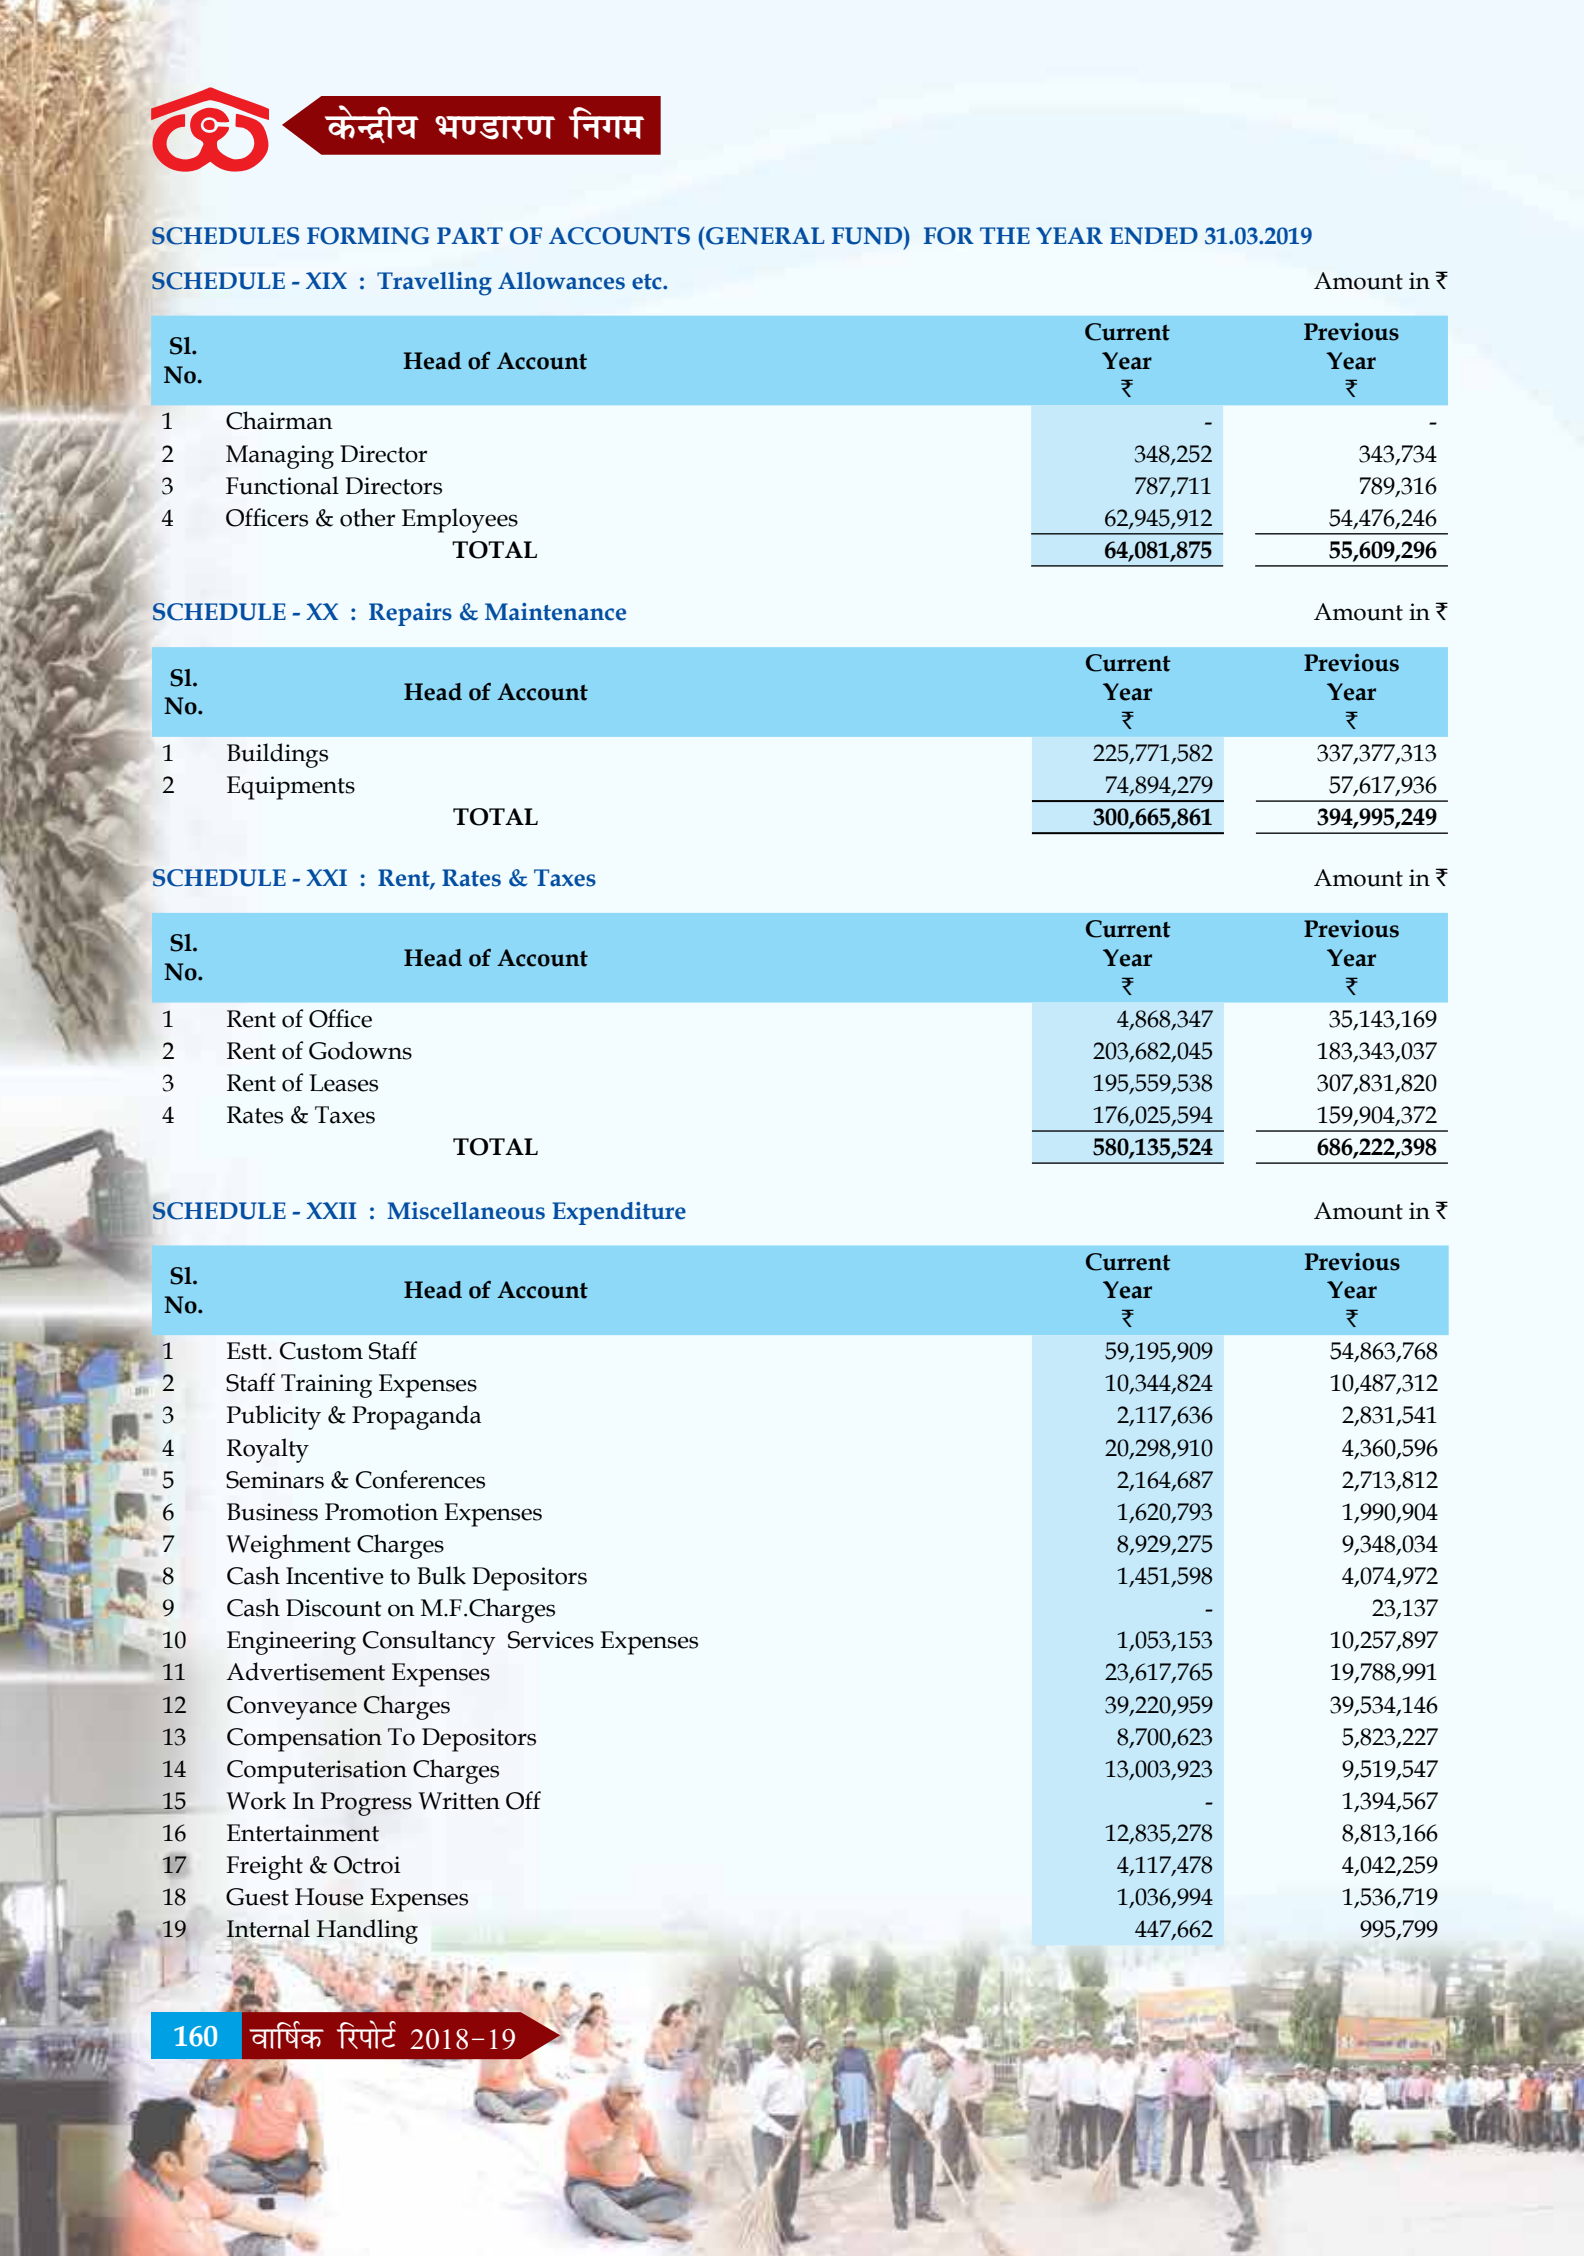 केन्द्रीय भण्डारण निगम
SCHEDULES FORMING PART OF ACCOUNTS (GENERAL FUND) FOR THE YEAR ENDED 31.03.2019
SCHEDULE - XIX : Travelling Allowances etc. Amount in ₹
Sl. No. Head of Account Current Year ₹ Previous Year ₹
1 Chairman - -
2 Managing Director 348,252 343,734
3 Functional Directors 787,711 789,316
4 Officers & other Employees 62,945,912 54,476,246
TOTAL 64,081,875 55,609,296
SCHEDULE - XX : Repairs & Maintenance Amount in ₹
Sl. No. Head of Account Current Year ₹ Previous Year ₹
1 Buildings 225,771,582 337,377,313
2 Equipments 74,894,279 57,617,936
TOTAL 300,665,861 394,995,249
SCHEDULE - XXI : Rent, Rates & Taxes Amount in ₹
Sl. No. Head of Account Current Year ₹ Previous Year ₹
1 Rent of Office 4,868,347 35,143,169
2 Rent of Godowns 203,682,045 183,343,037
3 Rent of Leases 195,559,538 307,831,820
4 Rates & Taxes 176,025,594 159,904,372
TOTAL 580,135,524 686,222,398
SCHEDULE - XXII : Miscellaneous Expenditure Amount in ₹
Sl. No. Head of Account Current Year ₹ Previous Year ₹
1 Estt. Custom Staff 59,195,909 54,863,768
2 Staff Training Expenses 10,344,824 10,487,312
3 Publicity & Propaganda 2,117,636 2,831,541
4 Royalty 20,298,910 4,360,596
5 Seminars & Conferences 2,164,687 2,713,812
6 Business Promotion Expenses 1,620,793 1,990,904
7 Weighment Charges 8,929,275 9,348,034
8 Cash Incentive to Bulk Depositors 1,451,598 4,074,972
9 Cash Discount on M.F.Charges - 23,137
10 Engineering Consultancy Services Expenses 1,053,153 10,257,897
11 Advertisement Expenses 23,617,765 19,788,991
12 Conveyance Charges 39,220,959 39,534,146
13 Compensation To Depositors 8,700,623 5,823,227
14 Computerisation Charges 13,003,923 9,519,547
15 Work In Progress Written Off - 1,394,567
16 Entertainment 12,835,278 8,813,166
17 Freight & Octroi 4,117,478 4,042,259
18 Guest House Expenses 1,036,994 1,536,719
19 Internal Handling 447,662 995,799
160 वार्षिक रिपोर्ट 2018-19